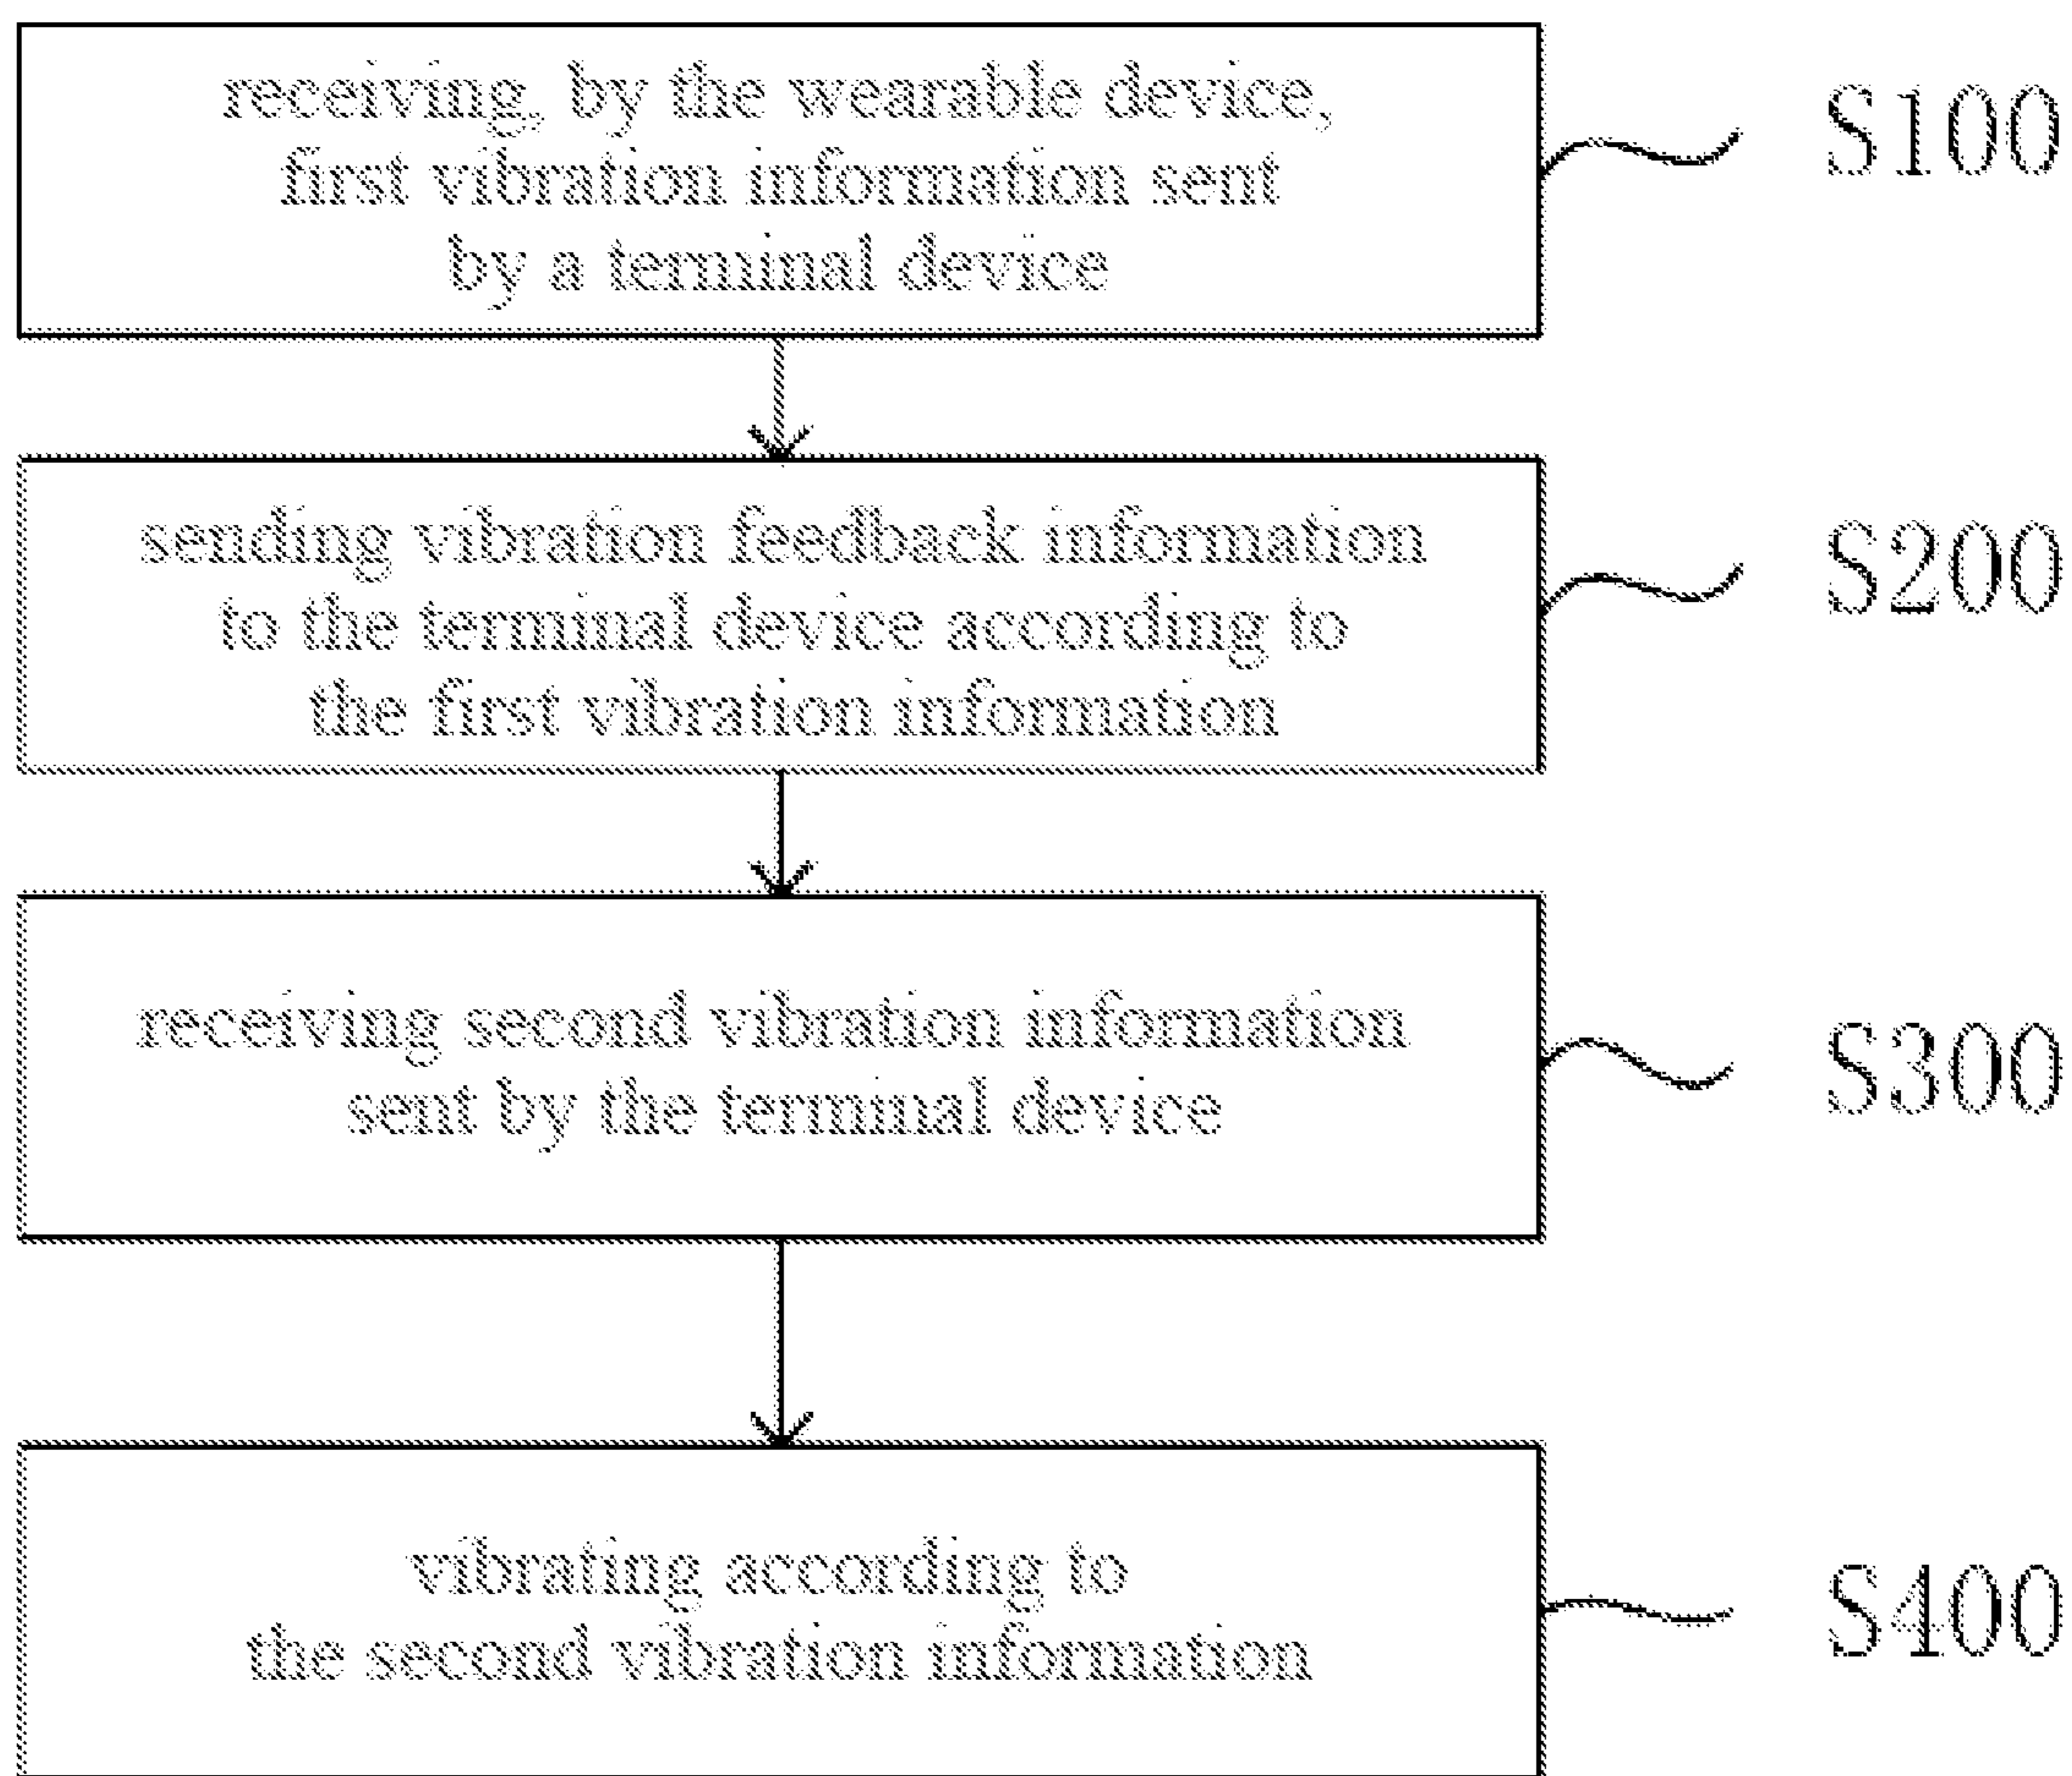 receiving, by the wearable device,
first vibration information sent
by a terminal device
S100
sending vibration feedback information
to the terminal device according to
the first vibration information
S200
receiving second vibration information
sent by the terminal device
S300
vibrating according to
the second vibration information
S400